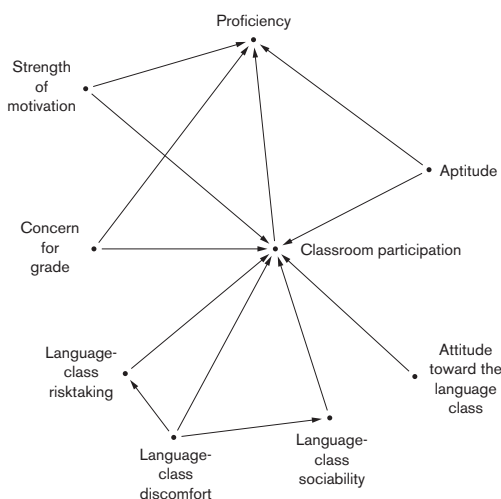 Proficiency
Strength
of
motivation
Aptitude
Concern
for
grade
Classroom participation
Language-
class
risktaking
Attitude
toward the
language
class
Language-
class
discomfort
Language-
class
sociability